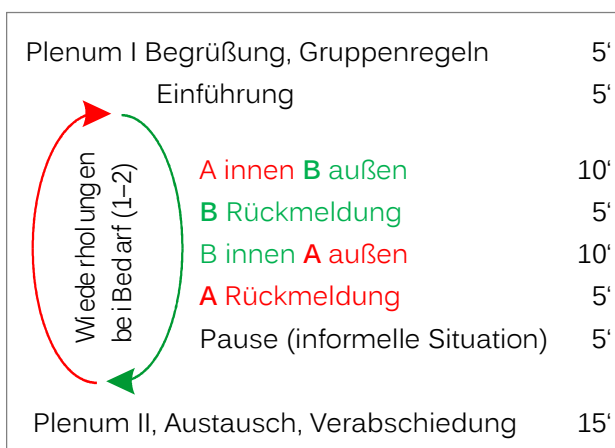 Plenum I Begrüßung, Gruppenregeln 5‘
Einführung 5‘
Wiederholungen
bei Bedarf (1–2)
A innen B außen 10‘
B Rückmeldung 5‘
B innen A außen 10‘
A Rückmeldung 5‘
Pause (informelle Situation) 5‘
Plenum II, Austausch, Verabschiedung 15‘